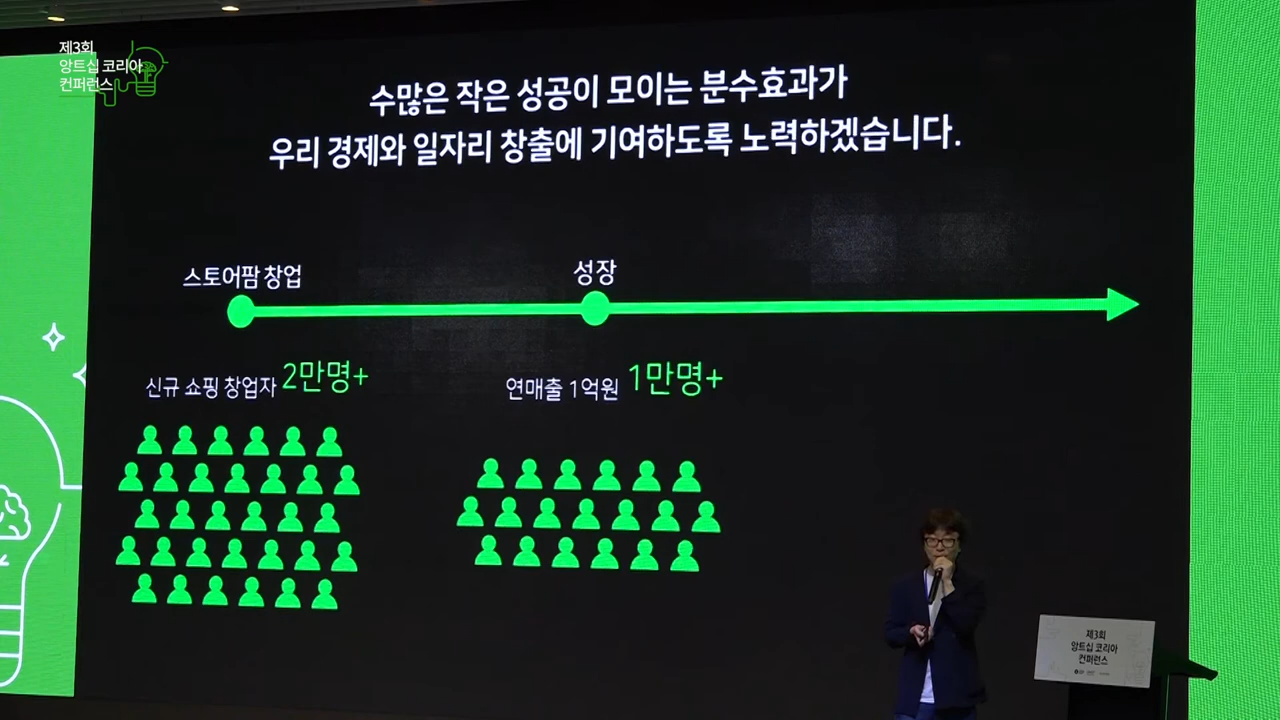 제3회
앙트십 코리아
컨퍼런스
수많은 작은 성공이 모이는 분수효과가
우리 경제와 일자리 창출에 기여하도록 노력하겠습니다.
스토어팜 창업
성장
신규 쇼핑 창업자 2만명+
연매출 1억원 1만명+
제3회
앙트십 코리아
컨퍼런스